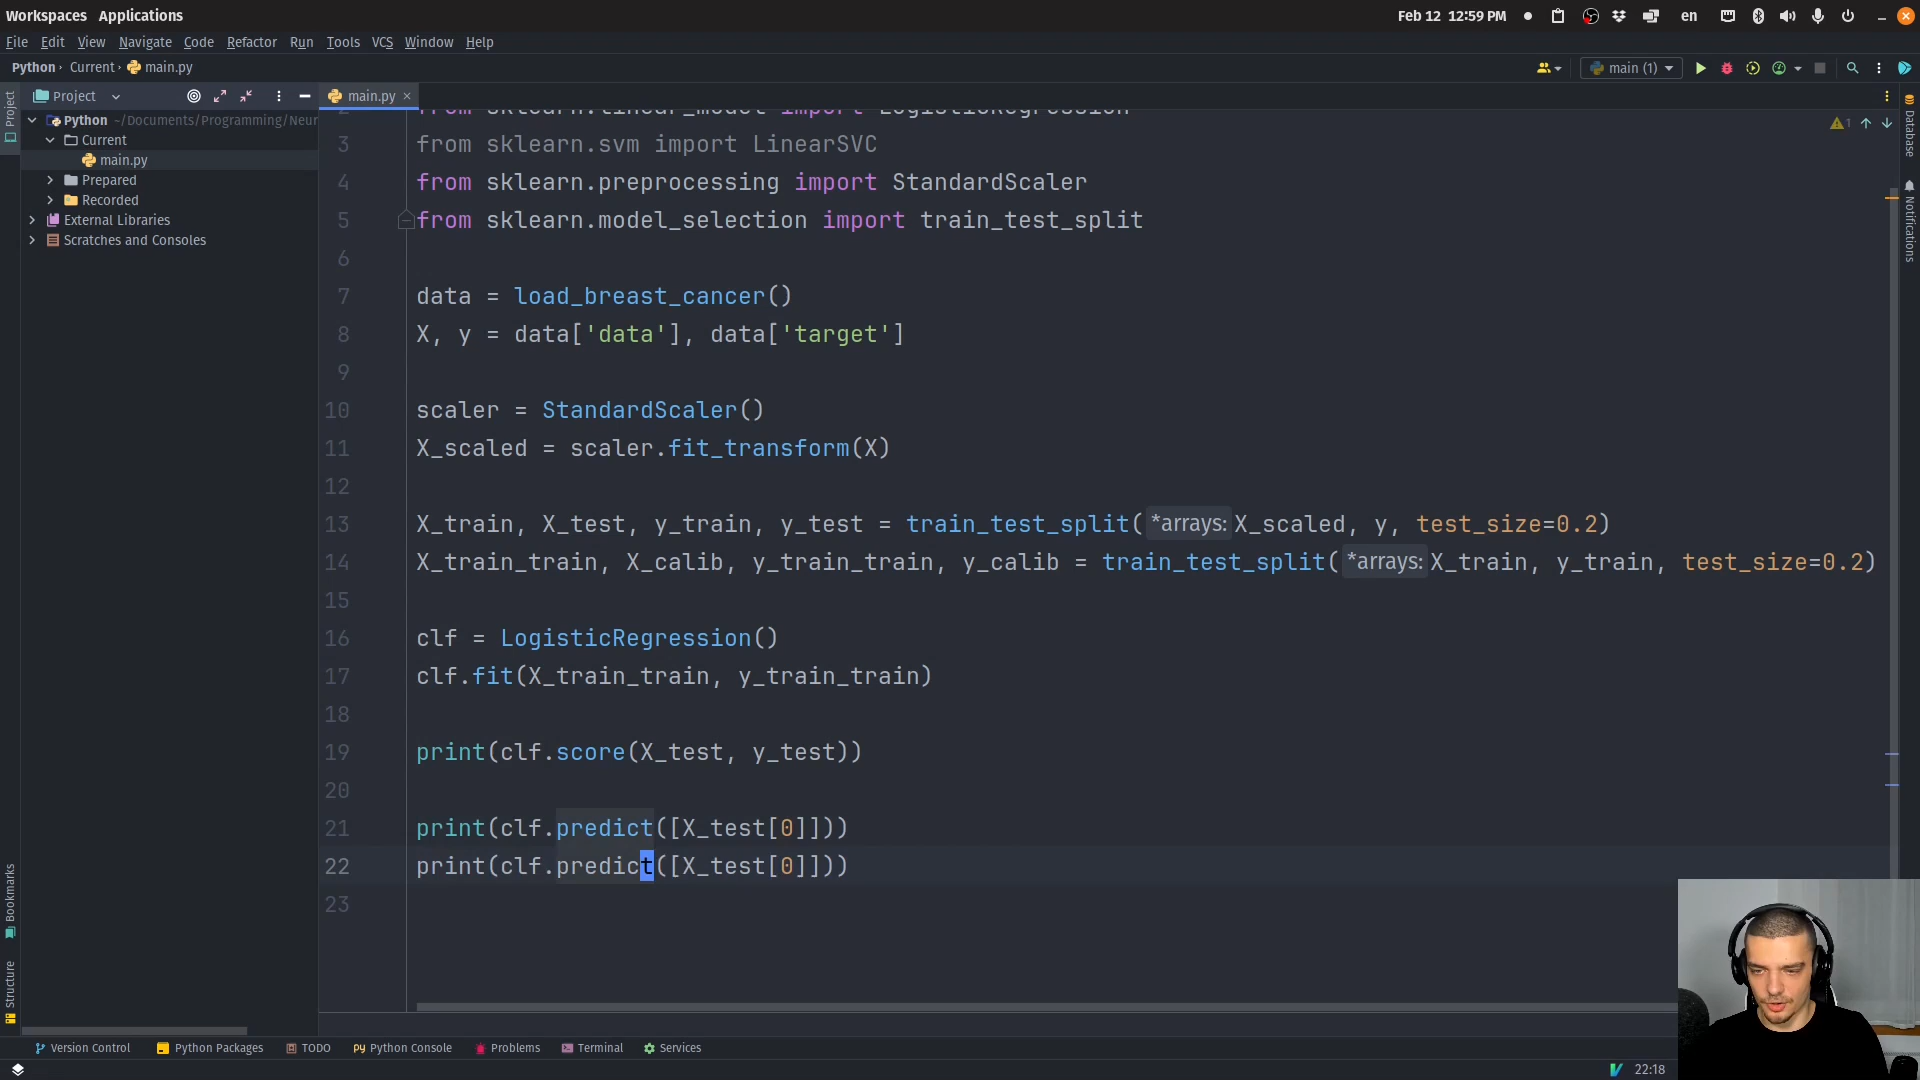 Workspaces Applications
Feb 12 12:59 PM
en
File Edit View Navigate Code Refactor Run Tools VCS Window Help
Python Current main.py
main (1)
Project
Project
main.py
Python ~/Documents/Programming/Neur
Current
main.py
Prepared
Recorded
External Libraries
Scratches and Consoles
from sklearn.linear_model import LogisticRegression
3 from sklearn.svm import LinearSVC
4 from sklearn.preprocessing import StandardScaler
5 from sklearn.model_selection import train_test_split
6
7 data = load_breast_cancer()
8 X, y = data['data'], data['target']
9
10 scaler = StandardScaler()
11 X_scaled = scaler.fit_transform(X)
12
13 X_train, X_test, y_train, y_test = train_test_split(*arrays: X_scaled, y, test_size=0.2)
14 X_train_train, X_calib, y_train_train, y_calib = train_test_split(*arrays: X_train, y_train, test_size=0.2)
15
16 clf = LogisticRegression()
17 clf.fit(X_train_train, y_train_train)
18
19 print(clf.score(X_test, y_test))
20
21 print(clf.predict([X_test[0]]))
22 print(clf.predict([X_test[0]]))
23
1
Database
Notifications
Bookmarks
Structure
Version Control Python Packages TODO Python Console Problems Terminal Services
22:18